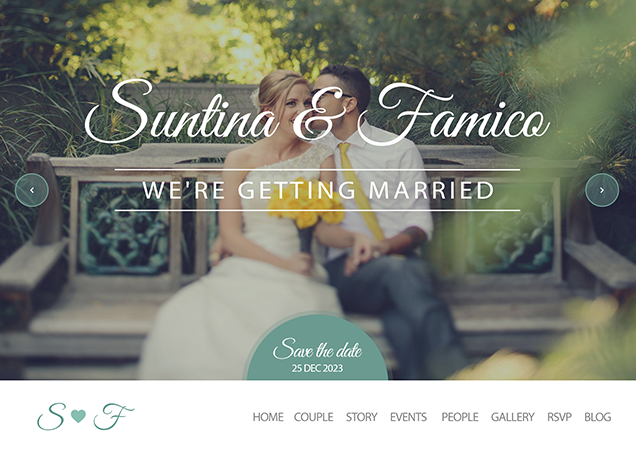 Suntina & Famico
WE'RE GETTING MARRIED
Save the date
25 DEC 2023
S F
HOME COUPLE STORY EVENTS PEOPLE GALLERY RSVP BLOG